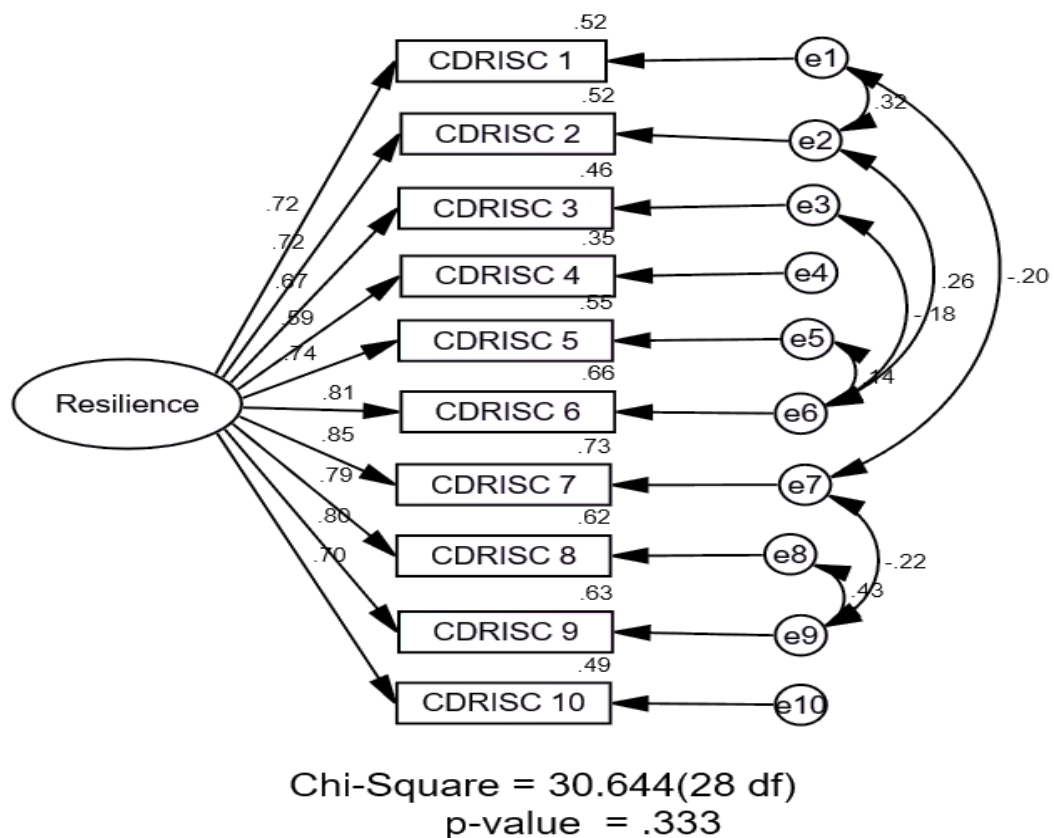 .52
CDRISC 1
e1
.32
.52
CDRISC 2
e2
.46
CDRISC 3
e3
.72
.35
.72
CDRISC 4
e4
.67
.26
-.20
.55
-.18
.59
CDRISC 5
e5
.74
.66
.14
Resilience
.81
CDRISC 6
e6
.85
.73
.79
CDRISC 7
e7
.80
.62
.70
CDRISC 8
e8
-.22
.63
.43
CDRISC 9
e9
.49
CDRISC 10
e10
Chi-Square = 30.644(28 df)
p-value = .333